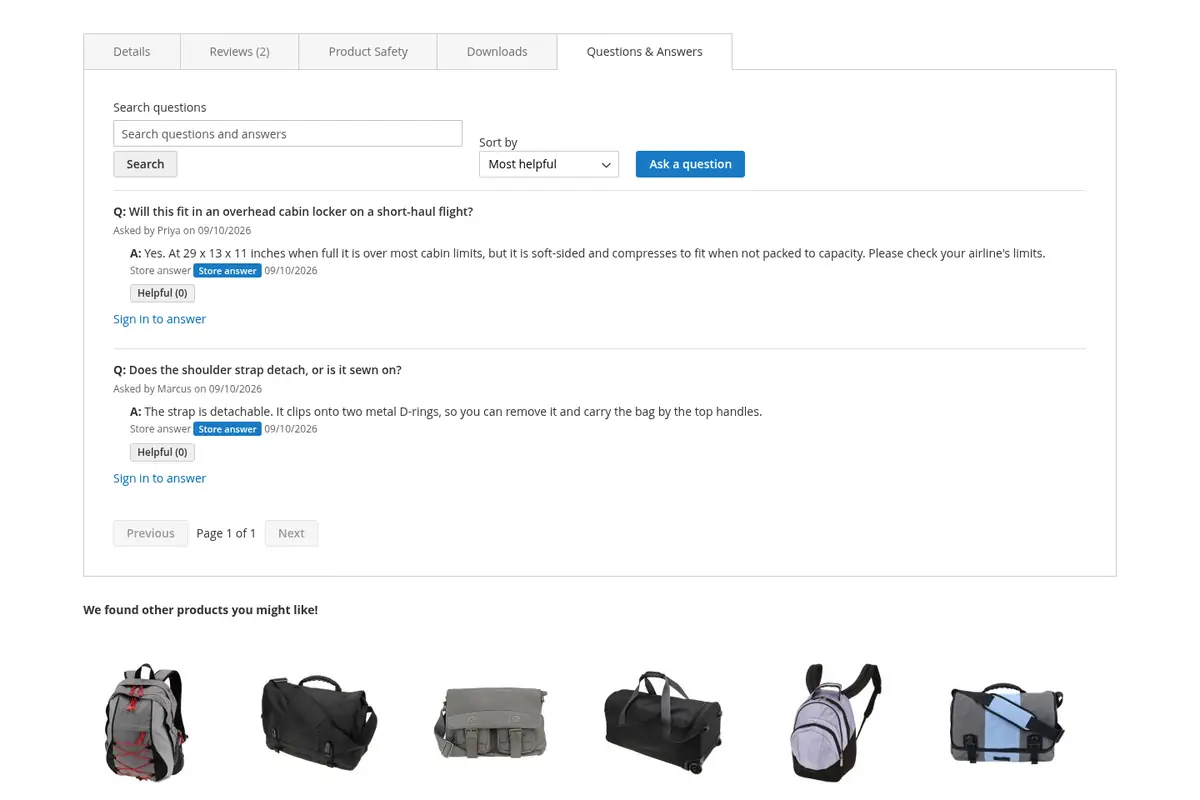 Details
Reviews (2)
Product Safety
Downloads
Questions & Answers
Search questions
Search questions and answers
Search
Sort by
Most helpful
Ask a question
Q: Will this fit in an overhead cabin locker on a short-haul flight?
Asked by Priya on 09/10/2026
A: Yes. At 29 x 13 x 11 inches when full it is over most cabin limits, but it is soft-sided and compresses to fit when not packed to capacity. Please check your airline's limits.
Store answer Store answer 09/10/2026
Helpful (0)
Sign in to answer
Q: Does the shoulder strap detach, or is it sewn on?
Asked by Marcus on 09/10/2026
A: The strap is detachable. It clips onto two metal D-rings, so you can remove it and carry the bag by the top handles.
Store answer Store answer 09/10/2026
Helpful (0)
Sign in to answer
Previous Page 1 of 1 Next
We found other products you might like!